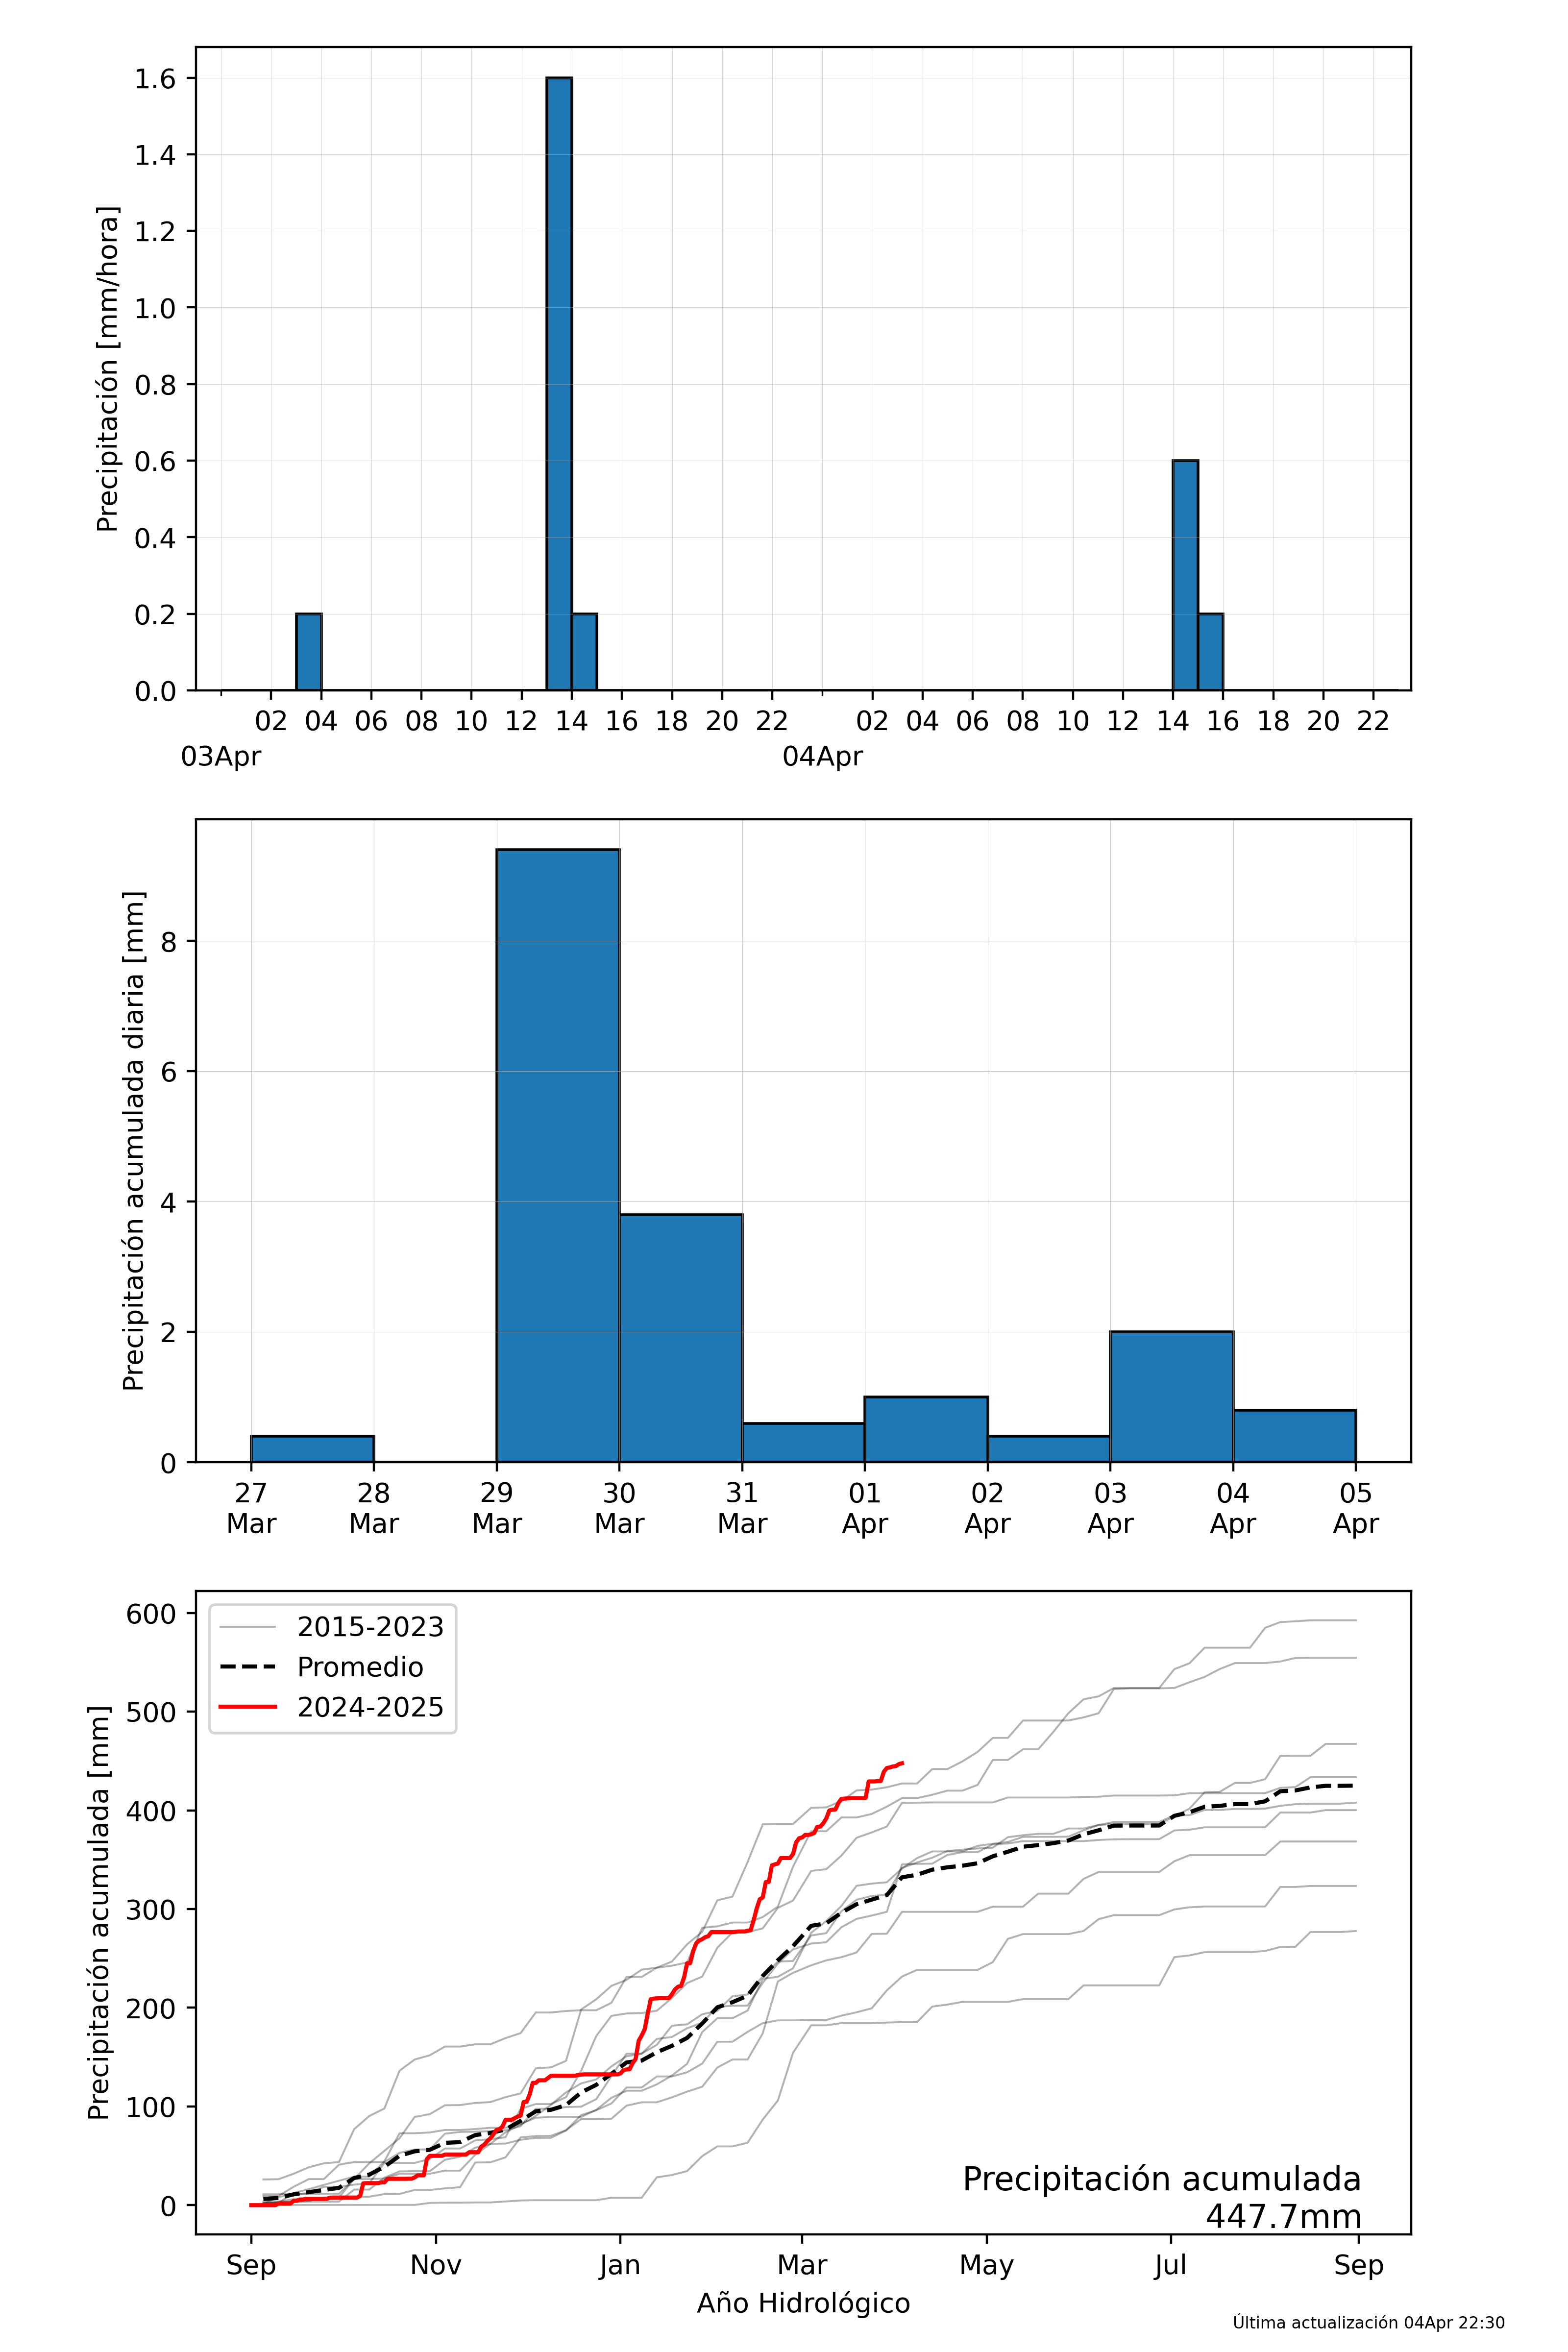 Precipitación [mm/hora]
1.6
1.4
1.2
1.0
0.8
0.6
0.4
0.2
0.0
02 04 06 08 10 12 14 16 18 20 22 02 04 06 08 10 12 14 16 18 20 22
03Apr 04Apr
Precipitación acumulada diaria [mm]
8
6
4
2
0
27 28 29 30 31 01 02 03 04 05
Mar Mar Mar Mar Mar Apr Apr Apr Apr Apr
Precipitación acumulada [mm]
600
500
400
300
200
100
0
2015-2023
Promedio
2024-2025
Precipitación acumulada
447.7mm
Sep Nov Jan Mar May Jul Sep
Año Hidrológico
Última actualización 04Apr 22:30